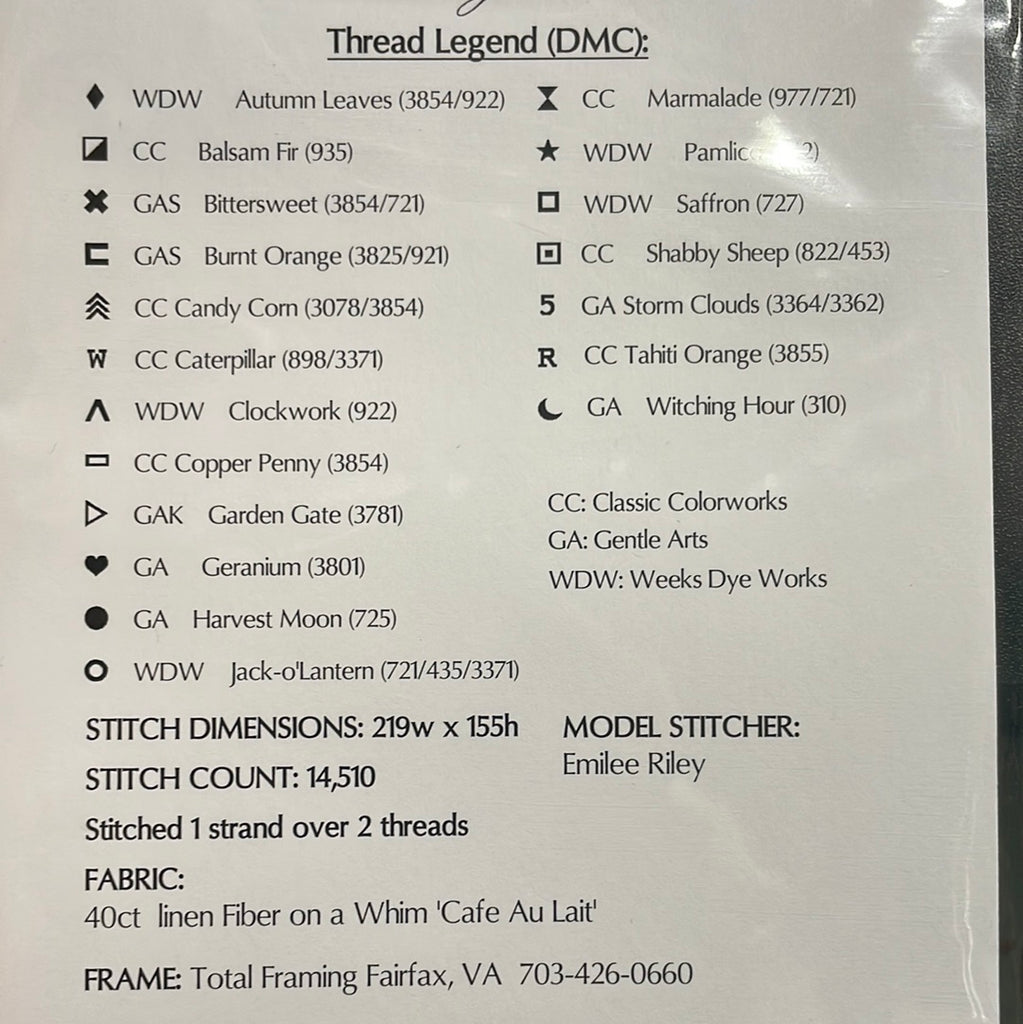 Thread Legend (DMC):
WDW Autumn Leaves (3854/922)
CC Balsam Fir (935)
GAS Bittersweet (3854/721)
GAS Burnt Orange (3825/921)
CC Candy Corn (3078/3854)
W CC Caterpillar (898/3371)
WDW Clockwork (922)
CC Copper Penny (3854)
GAK Garden Gate (3781)
GA Geranium (3801)
GA Harvest Moon (725)
WDW Jack-o'Lantern (721/435/3371)
CC Marmalade (977/721)
WDW
WDW Saffron (727)
CC Shabby Sheep (822/453)
5 GA Storm Clouds (3364/3362)
R CC Tahiti Orange (3855)
GA Witching Hour (310)
CC: Classic Colorworks
GA: Gentle Arts
WDW: Weeks Dye Works
STITCH DIMENSIONS: 219w x 155h
STITCH COUNT: 14,510
Stitched 1 strand over 2 threads
MODEL STITCHER:
Emilee Riley
FABRIC:
40ct linen Fiber on a Whim 'Cafe Au Lait'
FRAME: Total Framing Fairfax, VA 703-426-0660